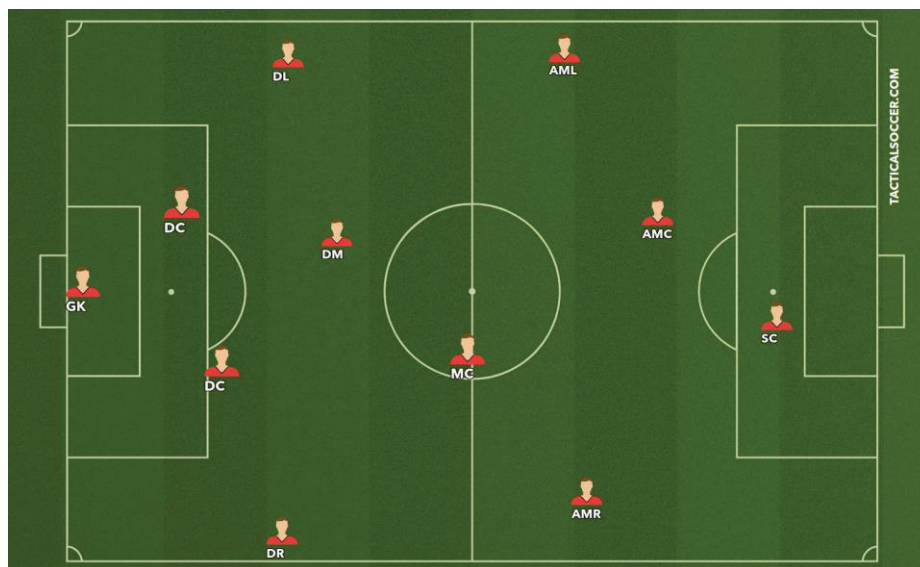 DL
AML
TACTICALSOCCER.COM
DC
DM
AMC
GK
DC
MC
SC
AMR
DR